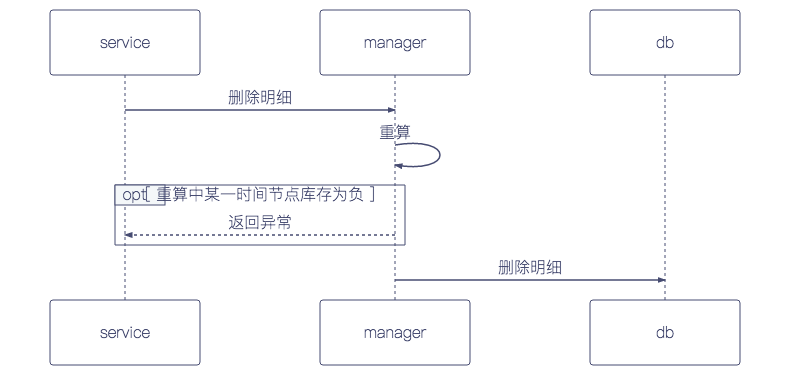 service
manager
db
删除明细
重算
opt[ 重算中某一时间节点库存为负 ]
返回异常
删除明细
service
manager
db